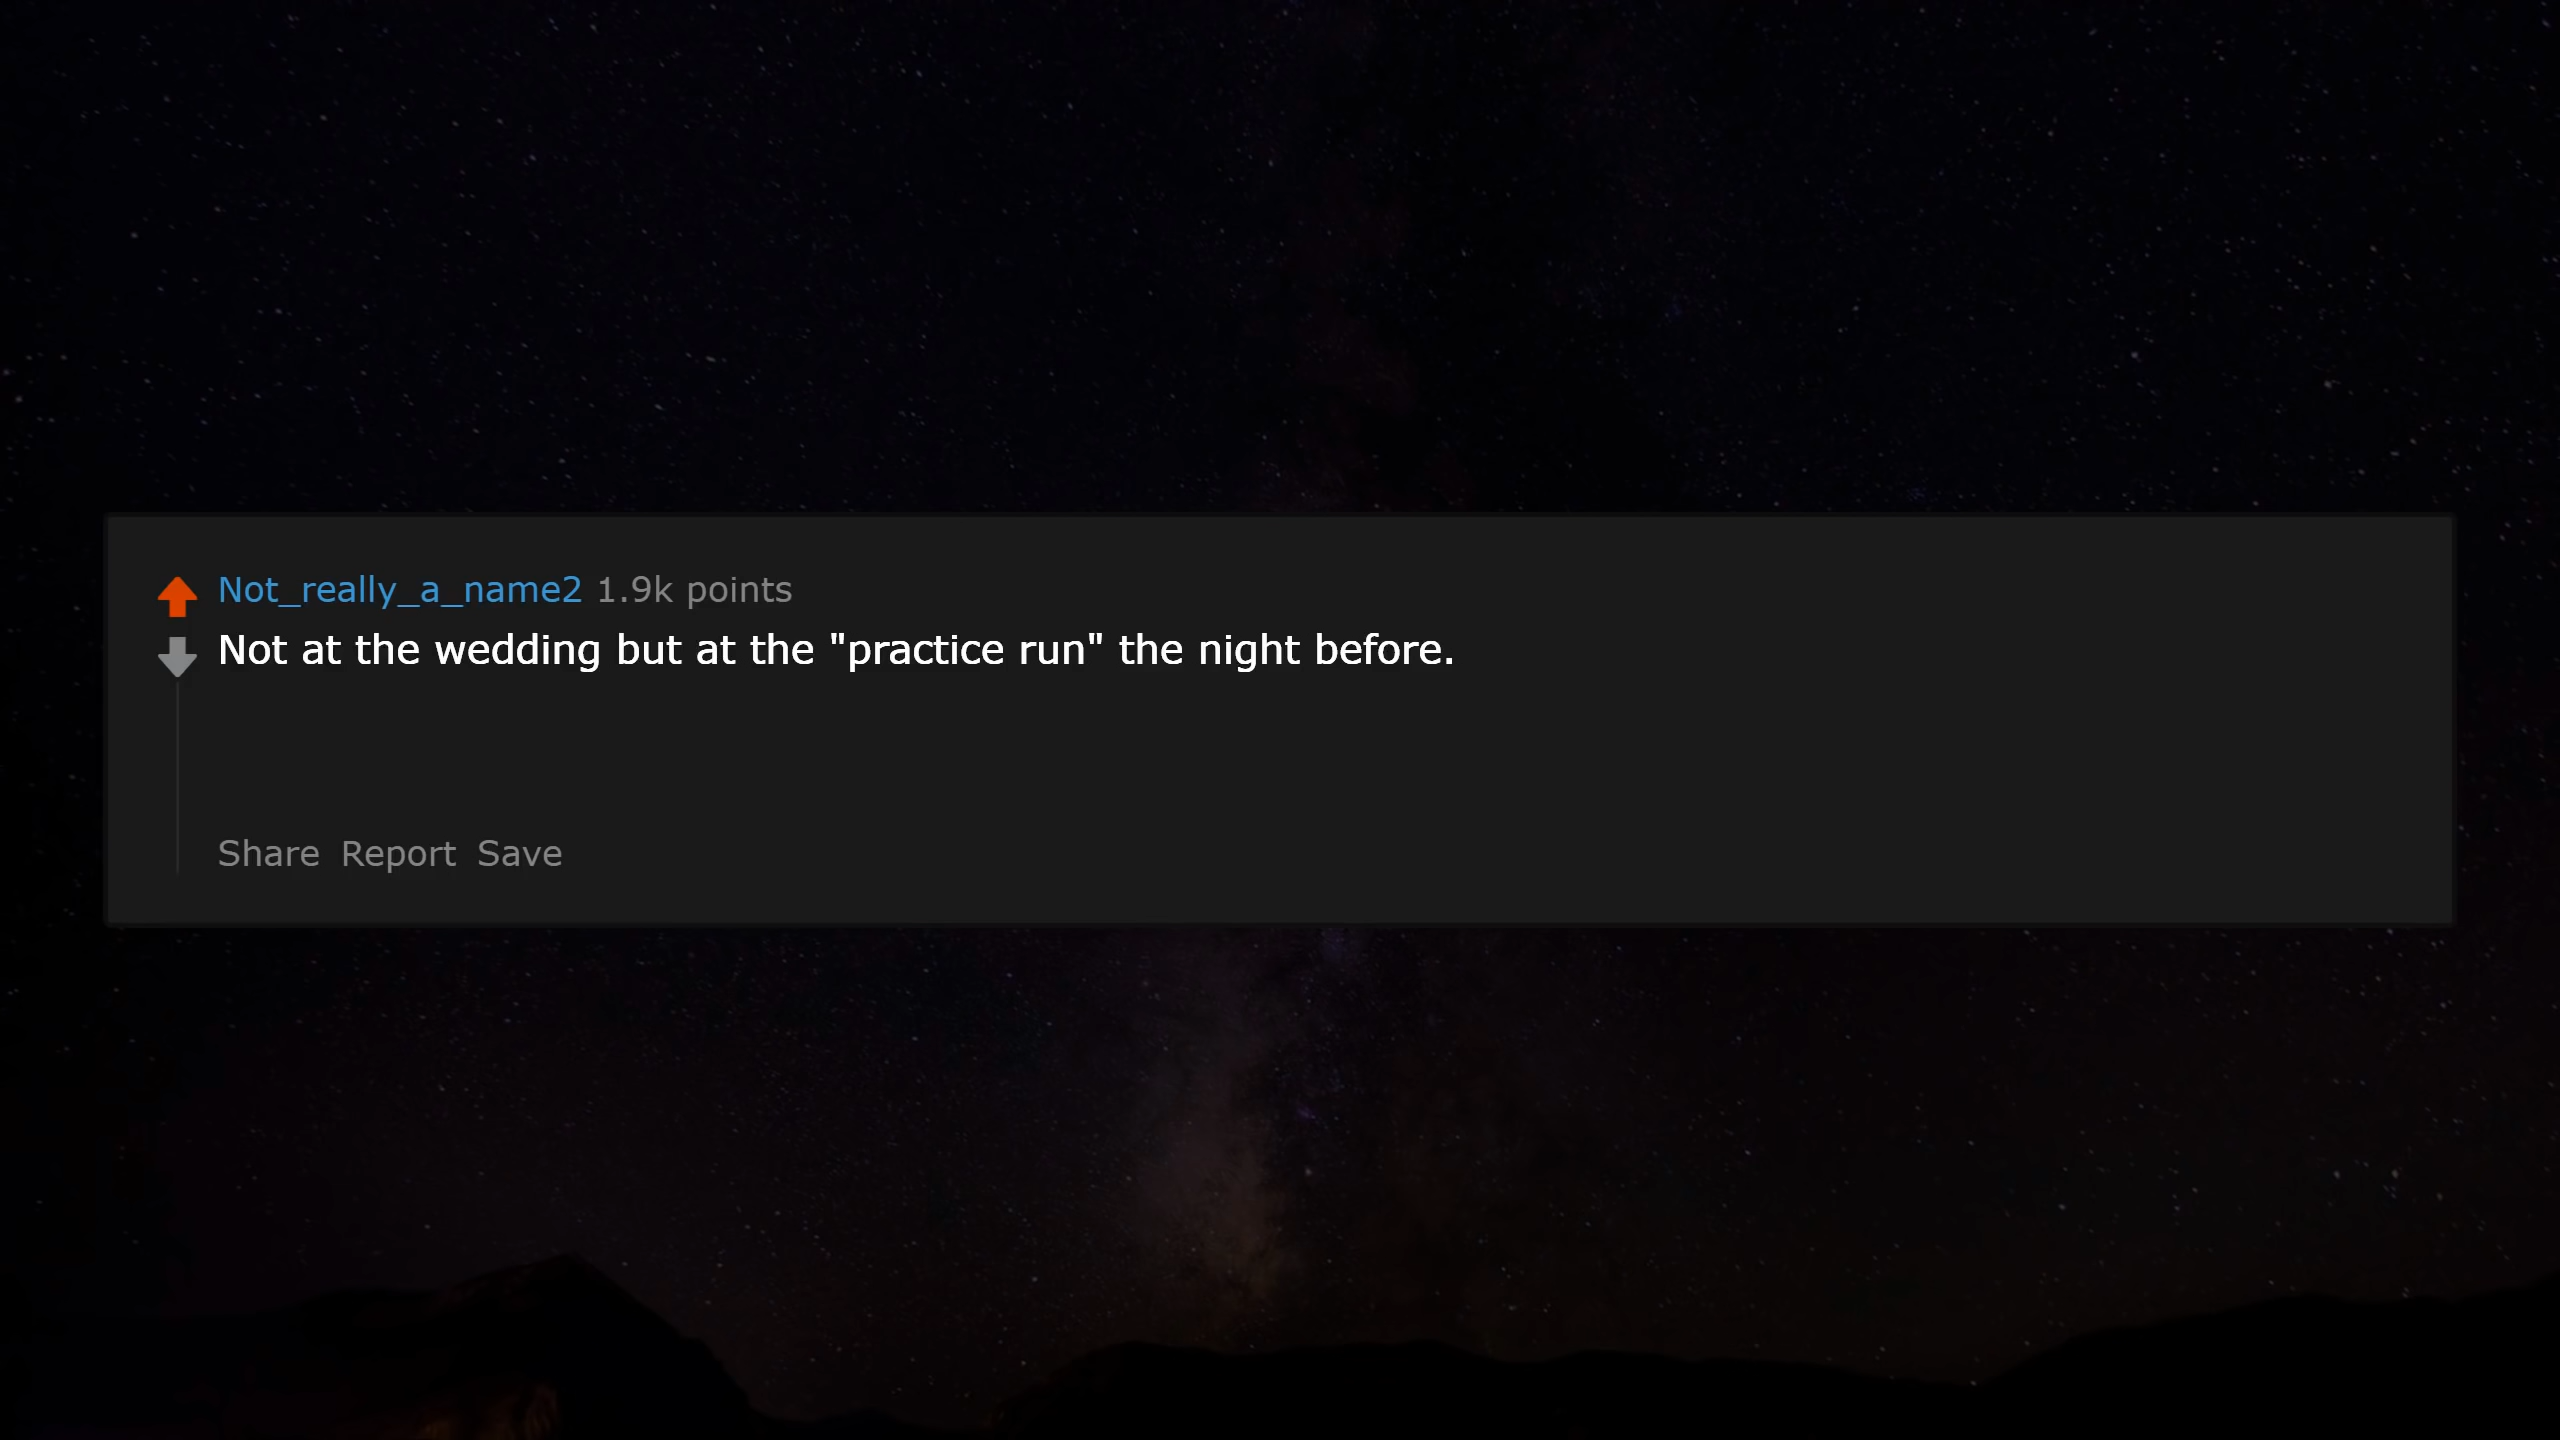 Not_really_a_name2 1.9k points
Not at the wedding but at the "practice run" the night before.
Share Report Save